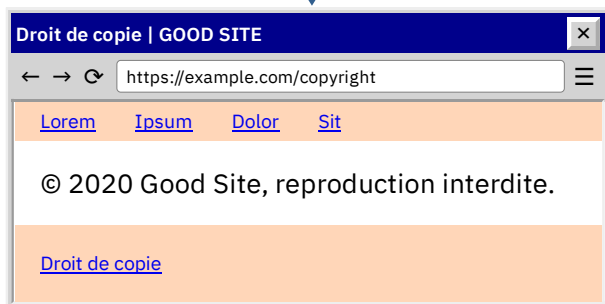 Droit de copie | GOOD SITE
https://example.com/copyright
Lorem Ipsum Dolor Sit
© 2020 Good Site, reproduction interdite.
Droit de copie